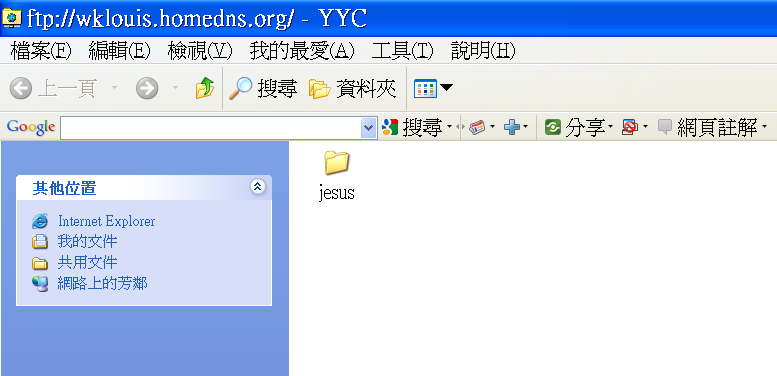 ftp://wklouis.homedns.org/ - YYC
檔案(F) 編輯(E) 檢視(V) 我的最愛(A) 工具(T) 說明(H)
上一頁 搜尋 資料夾
Google 搜尋 分享 網頁註解
其他位置
Internet Explorer
我的文件
共用文件
網路上的芳鄰
jesus